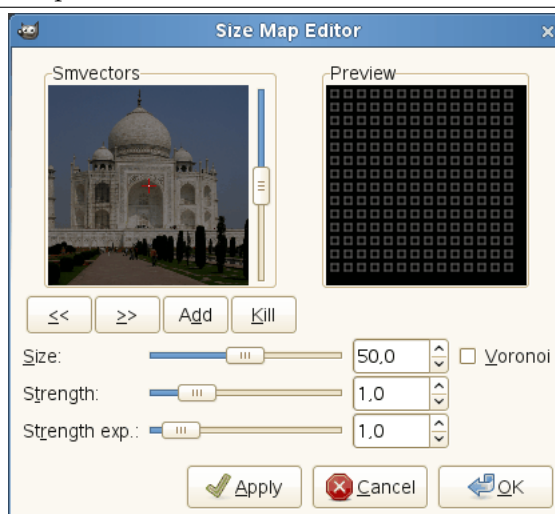 Size Map Editor
Smvectors
Preview
<<
>>
Add
Kill
Size:
50,0
Voronoi
Strength:
1,0
Strength exp.:
1,0
Apply
Cancel
OK